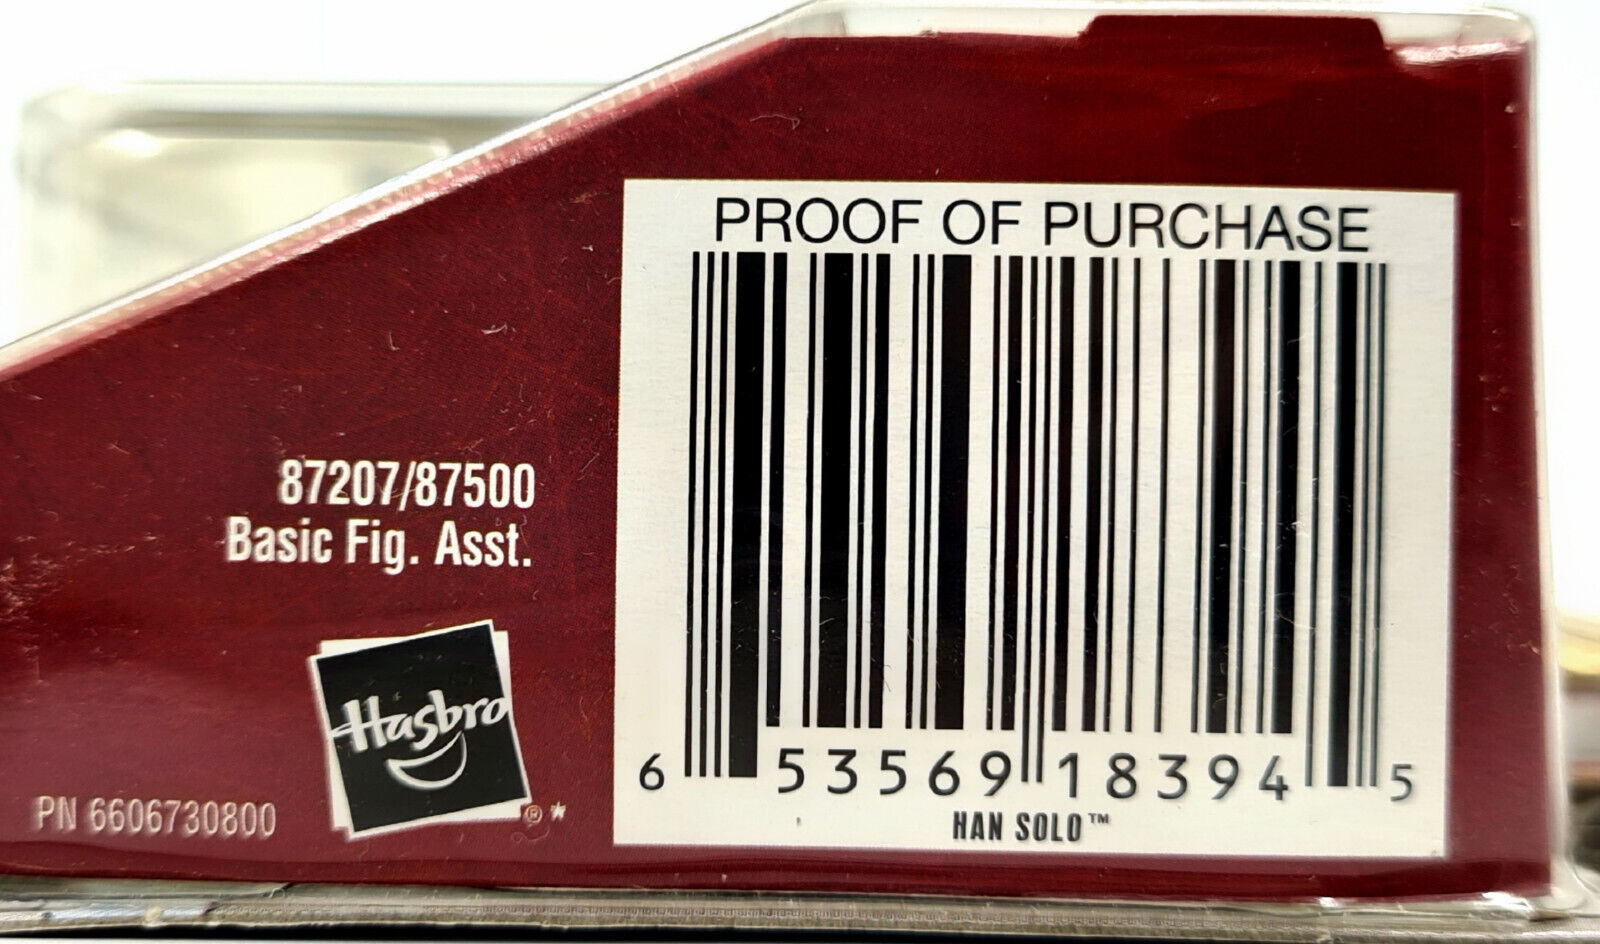 PROOF OF PURCHASE
87207/87500
Basic Fig. Asst.
Hasbro
® *
PN 6606730800
6 53569 18394 5
HAN SOLO™